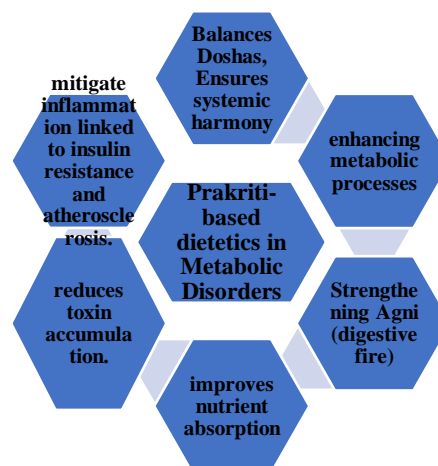 Balances
Doshas,
Ensures
systemic
harmony
enhancing
metabolic
processes
Strengthe
ning Agni
(digestive
fire)
improves
nutrient
absorption
reduces
toxin
accumula
tion.
mitigate
inflammat
ion linked
to insulin
resistance
and
atheroscle
rosis.
Prakriti-
based
dietetics in
Metabolic
Disorders